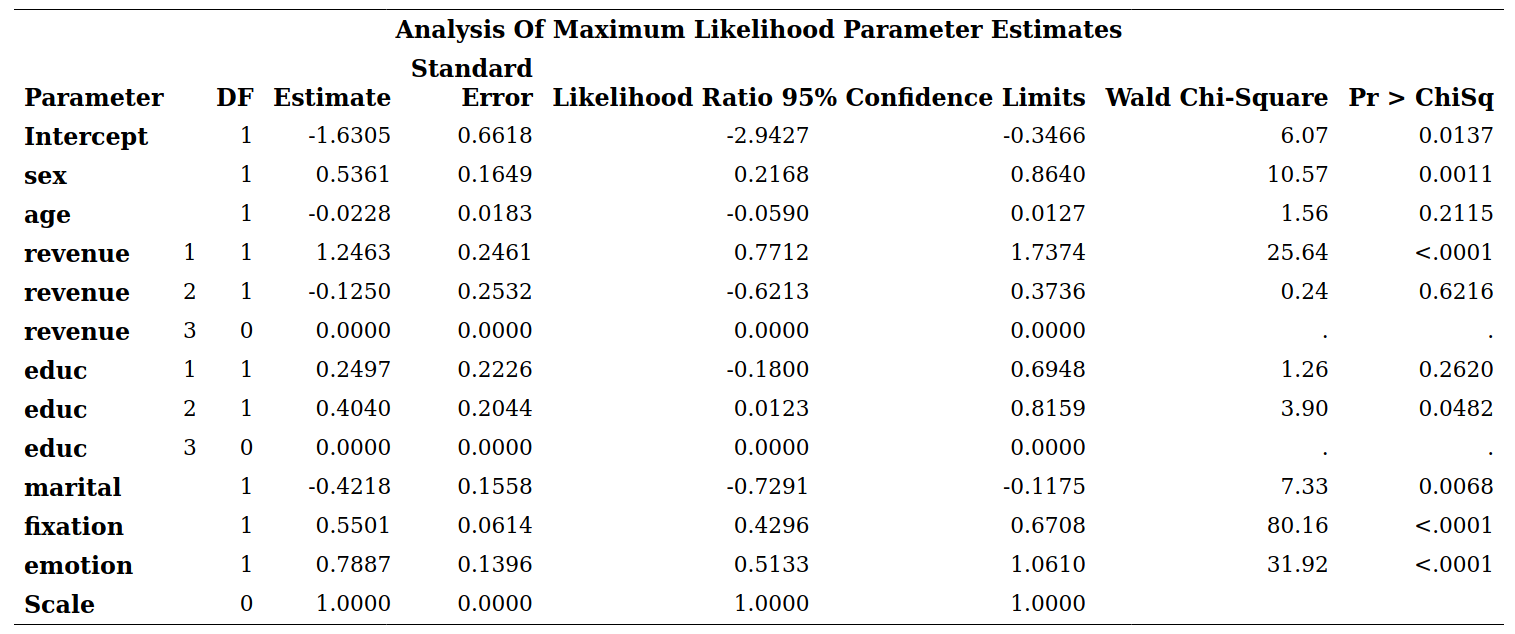 Analysis Of Maximum Likelihood Parameter Estimates
Parameter DF Estimate Standard Error Likelihood Ratio 95% Confidence Limits Wald Chi-Square Pr > ChiSq
Intercept 1 -1.6305 0.6618 -2.9427 -0.3466 6.07 0.0137
sex 1 0.5361 0.1649 0.2168 0.8640 10.57 0.0011
age 1 -0.0228 0.0183 -0.0590 0.0127 1.56 0.2115
revenue 1 1 1.2463 0.2461 0.7712 1.7374 25.64 <.0001
revenue 2 1 -0.1250 0.2532 -0.6213 0.3736 0.24 0.6216
revenue 3 0 0.0000 0.0000 0.0000 0.0000 . .
educ 1 1 0.2497 0.2226 -0.1800 0.6948 1.26 0.2620
educ 2 1 0.4040 0.2044 0.0123 0.8159 3.90 0.0482
educ 3 0 0.0000 0.0000 0.0000 0.0000 . .
marital 1 -0.4218 0.1558 -0.7291 -0.1175 7.33 0.0068
fixation 1 0.5501 0.0614 0.4296 0.6708 80.16 <.0001
emotion 1 0.7887 0.1396 0.5133 1.0610 31.92 <.0001
Scale 0 1.0000 0.0000 1.0000 1.0000